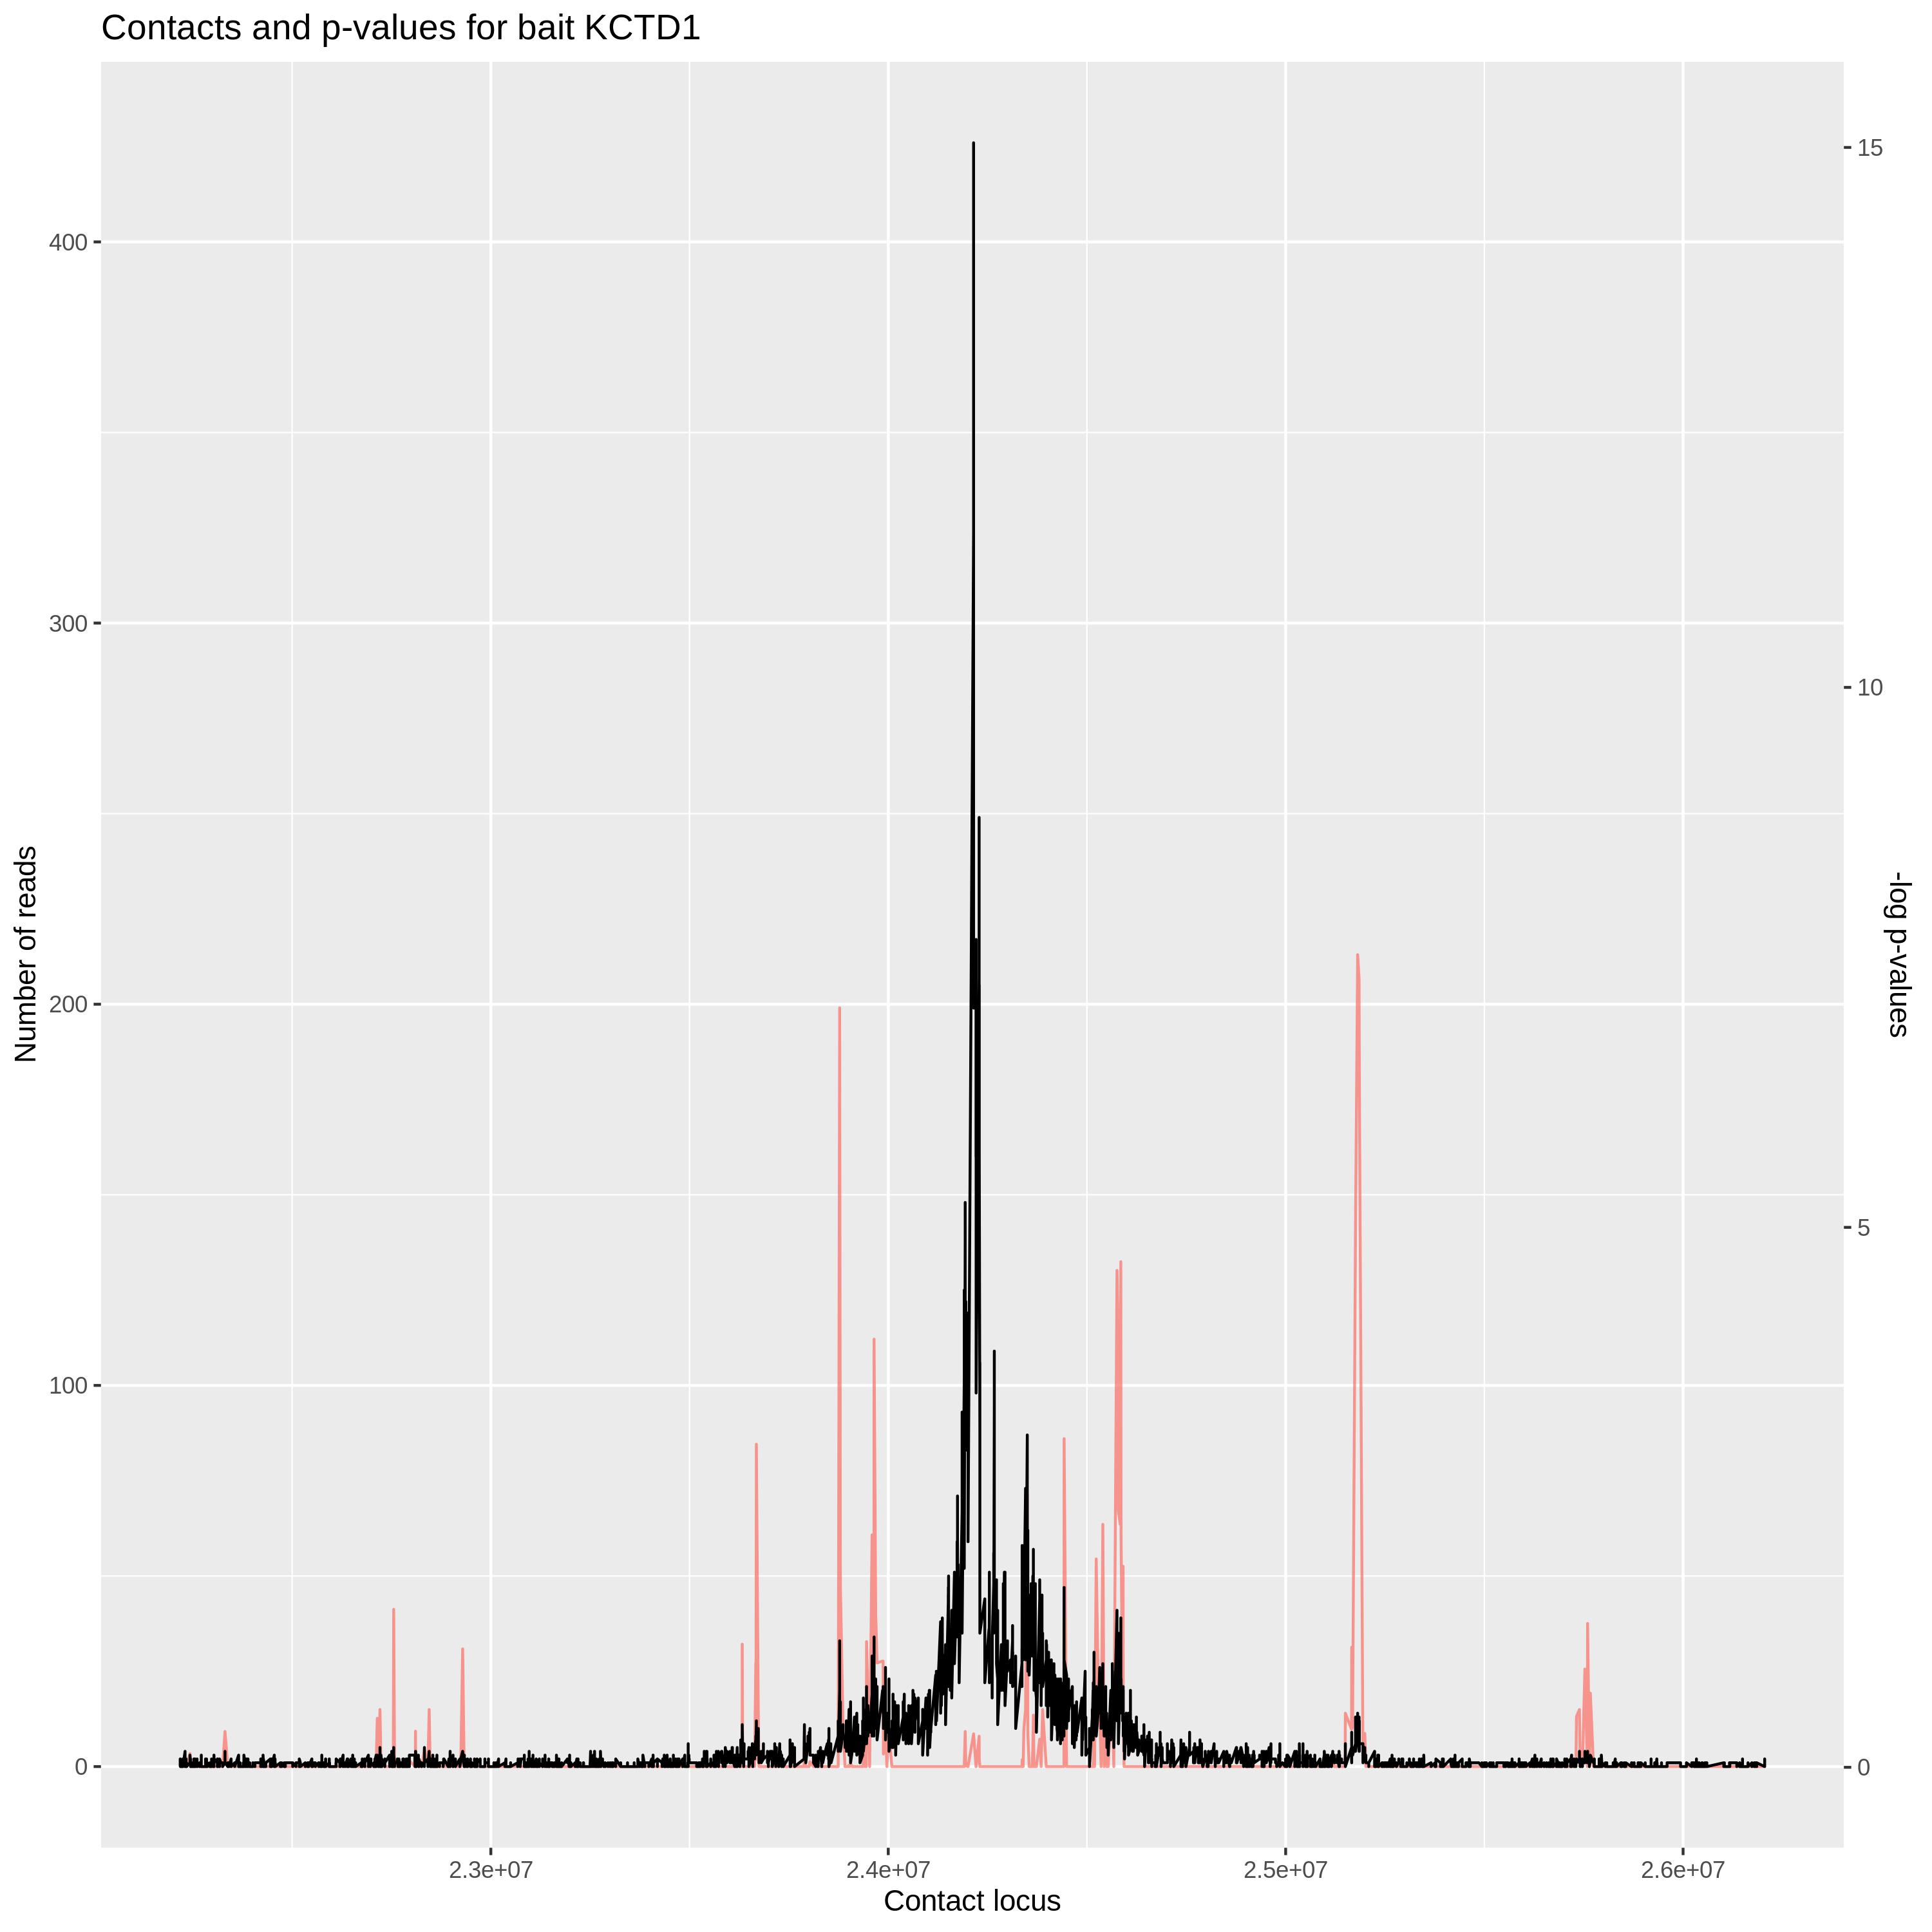 Contacts and p-values for bait KCTD1
400
300
200
100
0
Number of reads
15
10
5
0
-log p-values
2.3e+07
2.4e+07
2.5e+07
2.6e+07
Contact locus